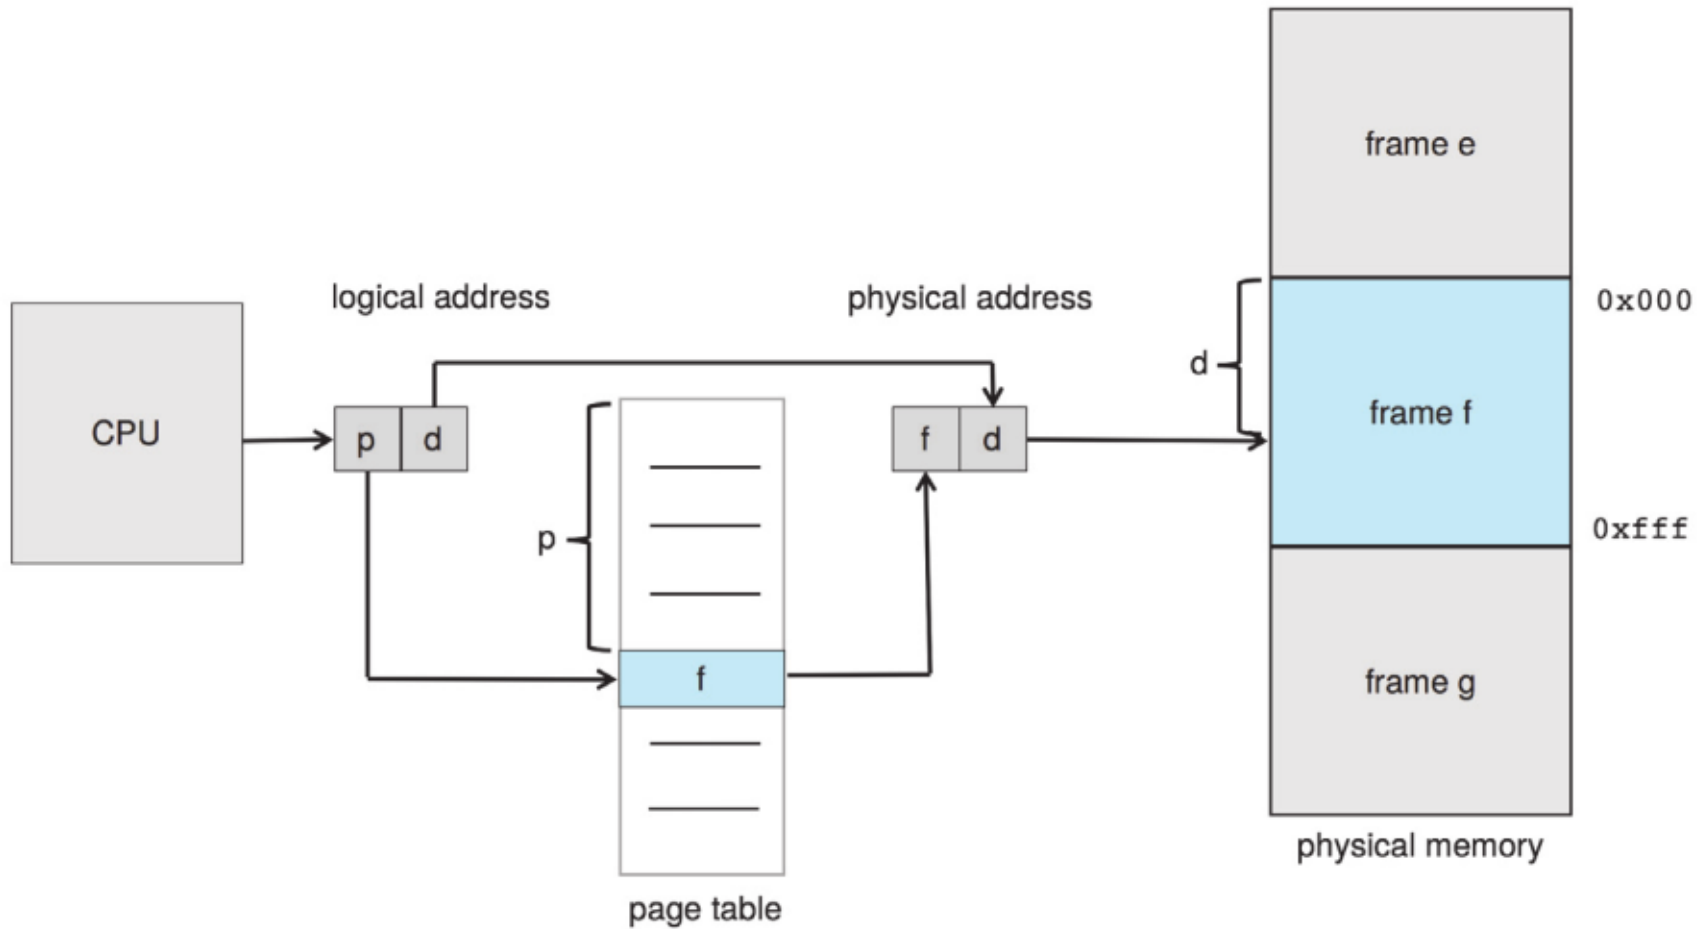 frame e
logical address
physical address
0x000
d
CPU
p d
f d
frame f
p
0xfff
f
frame g
physical memory
page table